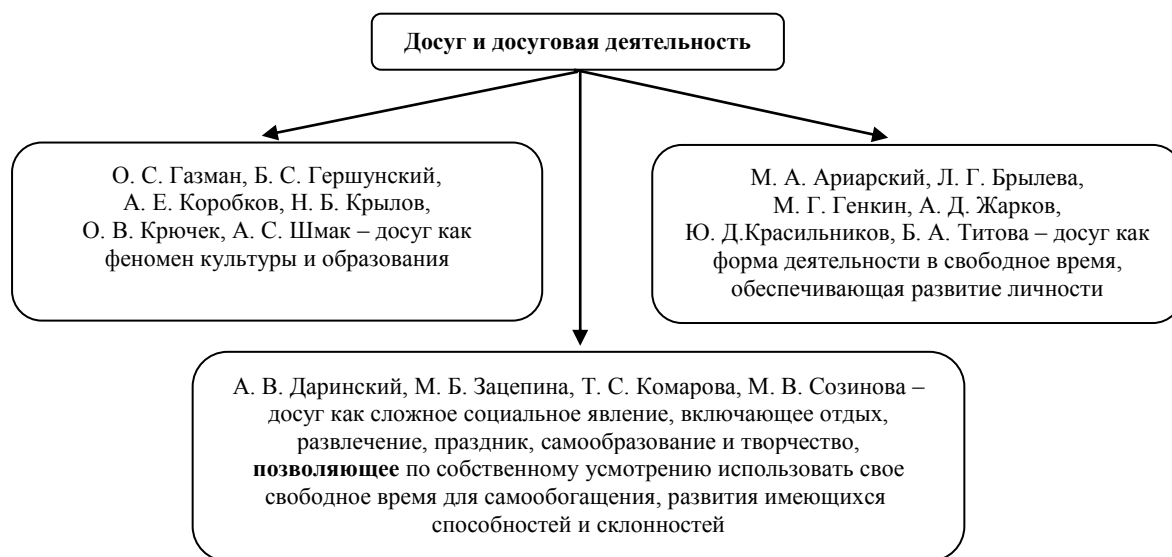 Досуг и досуговая деятельность
О. С. Газман, Б. С. Гершунский,
А. Е. Коробков, Н. Б. Крылов,
О. В. Крючек, А. С. Шмак – досуг как
феномен культуры и образования
М. А. Ариарский, Л. Г. Брылева,
М. Г. Генкин, А. Д. Жарков,
Ю. Д.Красильников, Б. А. Титова – досуг как
форма деятельности в свободное время,
обеспечивающая развитие личности
А. В. Даринский, М. Б. Зацепина, Т. С. Комарова, М. В. Созинова –
досуг как сложное социальное явление, включающее отдых,
развлечение, праздник, самообразование и творчество,
позволяющее по собственному усмотрению использовать свое
свободное время для самообогащения, развития имеющихся
способностей и склонностей